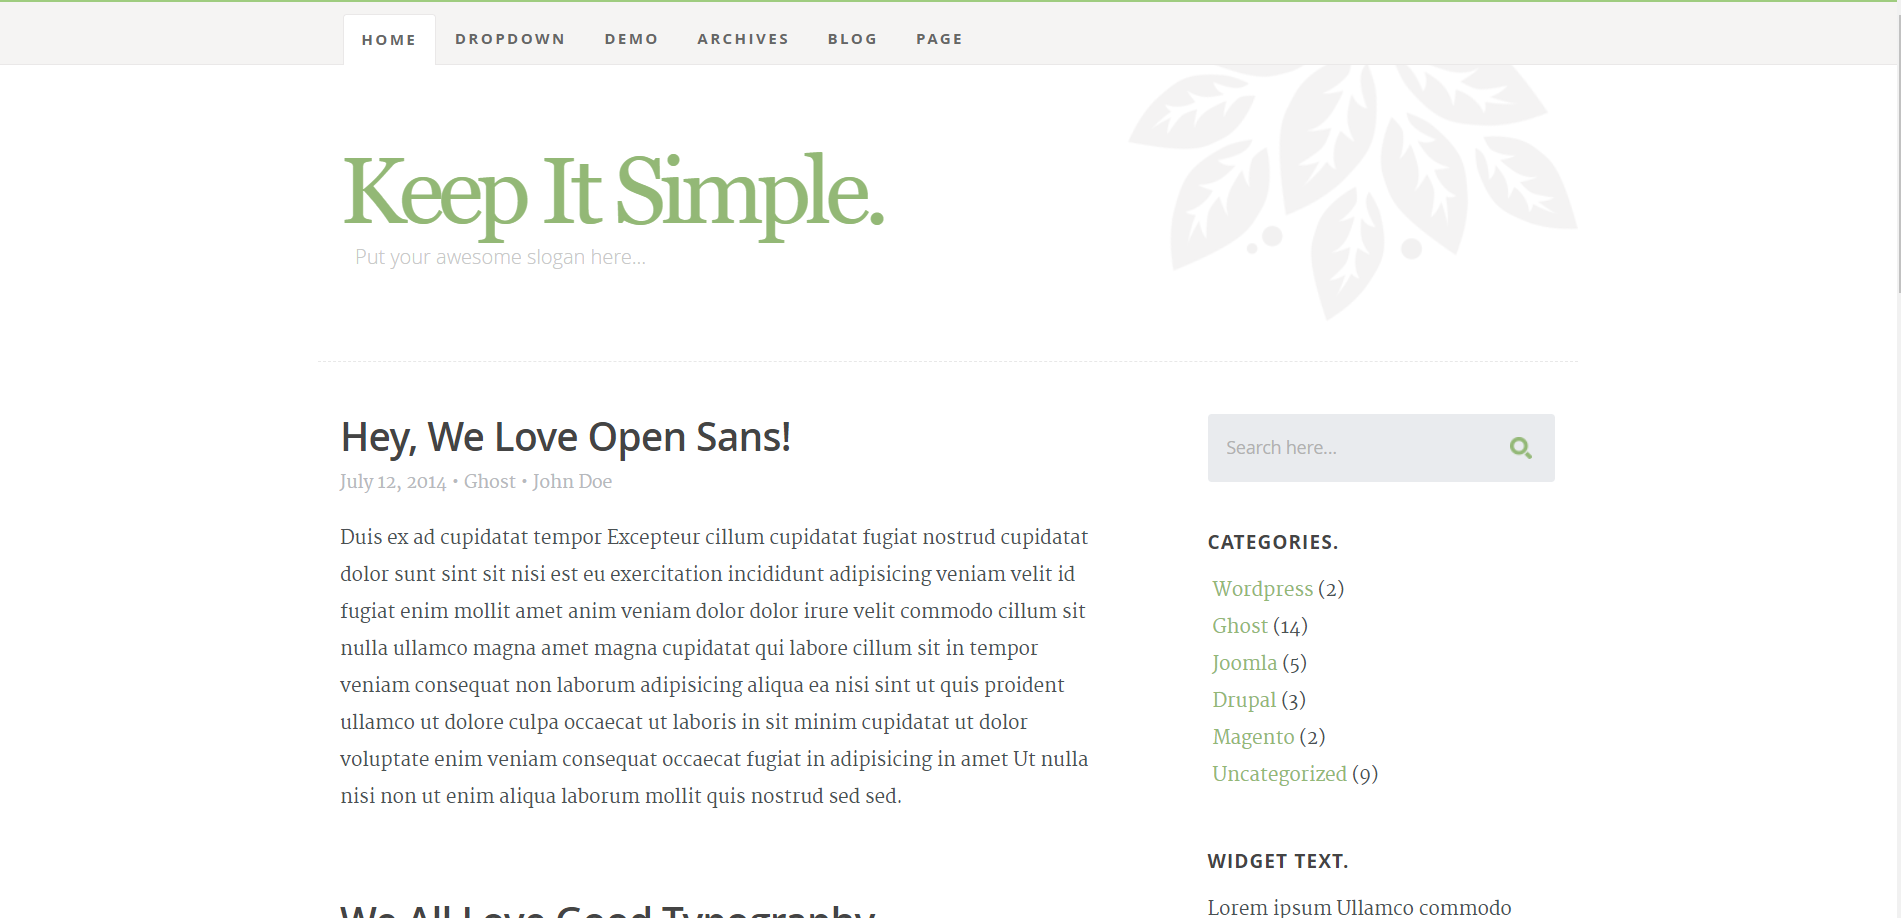 HOME DROPDOWN DEMO ARCHIVES BLOG PAGE
Keep It Simple.
Put your awesome slogan here...
Hey, We Love Open Sans!
July 12, 2014 • Ghost • John Doe
Duis ex ad cupidatat tempor Excepteur cillum cupidatat fugiat nostrud cupidatat
dolor sunt sint sit nisi est eu exercitation incididunt adipisicing veniam velit id
fugiat enim mollit amet anim veniam dolor dolor irure velit commodo cillum sit
nulla ullamco magna amet magna cupidatat qui labore cillum sit in tempor
veniam consequat non laborum adipisicing aliqua ea nisi sint ut quis proident
ullamco ut dolore culpa occaecat ut laboris in sit minim cupidatat ut dolor
voluptate enim veniam consequat occaecat fugiat in adipisicing in amet Ut nulla
nisi non ut enim aliqua laborum mollit quis nostrud sed sed.
We All Love Good Typography
Search here...
CATEGORIES.
Wordpress (2)
Ghost (14)
Joomla (5)
Drupal (3)
Magento (2)
Uncategorized (9)
WIDGET TEXT.
Lorem ipsum Ullamco commodo